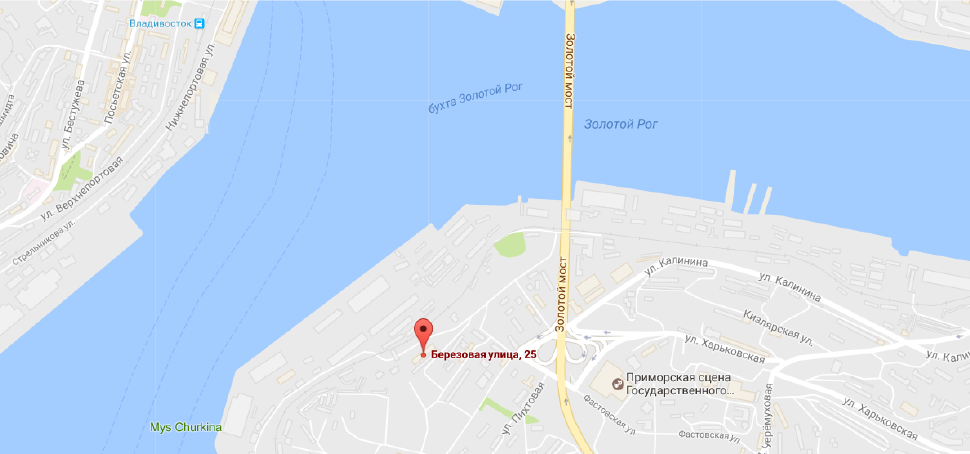 Владивосток
Золотой мост
бухта Золотой Рог
Золотой Рог
ул. Бестужева
Посьетская ул.
Нижнепортовая ул.
ул. Верхнепортовая
Стрельникова ул.
Золотой мост
ул. Калинина
ул. Калинина
Кизлярская ул.
ул. Харьковская
Березовая улица, 25
Приморская сцена
Государственного...
ул. Пихтовая
Фастовская ул.
Фастовская ул.
ул. Харьковская
Mys Churkina